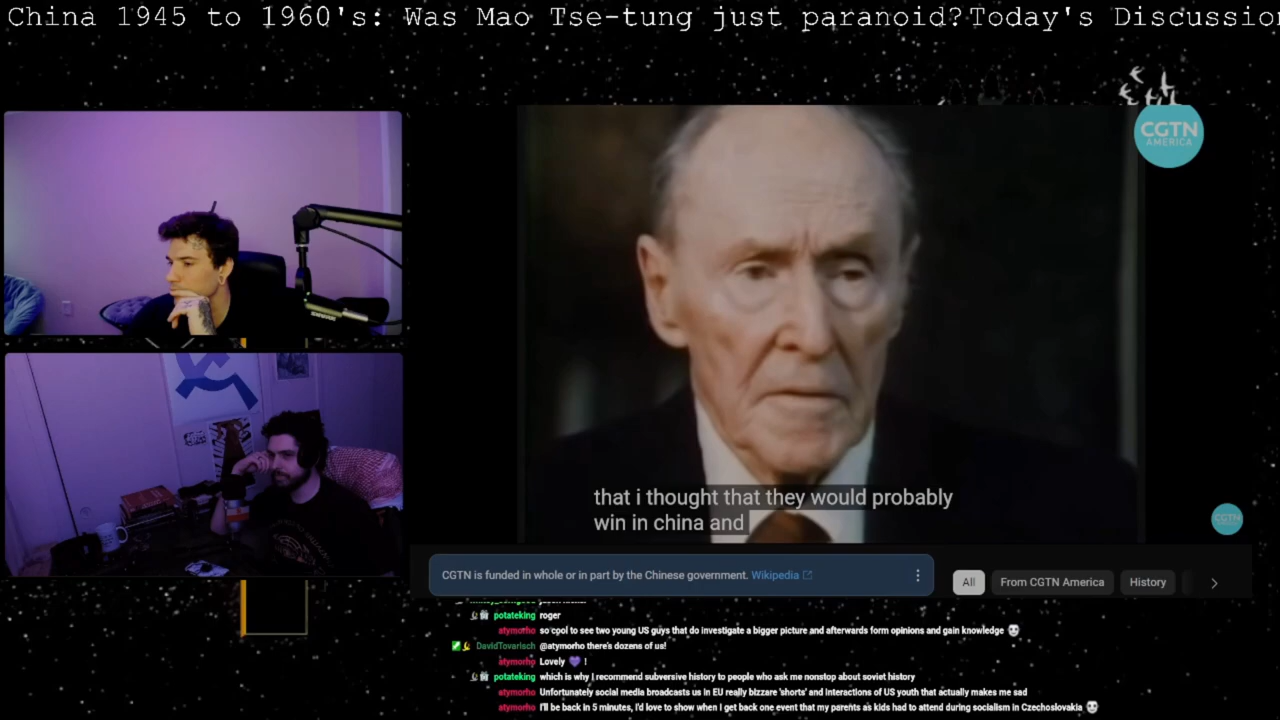 China 1945 to 1960's: Was Mao Tse-tung just paranoid?Today's Discussion
CGTN
AMERICA
that i thought that they would probably
win in china and
CGTN
CGTN is funded in whole or in part by the Chinese government. Wikipedia
All
From CGTN America
History
potateking roger
atymorho so cool to see two young US guys that do investigate a bigger picture and afterwards form opinions and gain knowledge
DavidTovarisch @atymorho there's dozens of us!
atymorho Lovely 💜 !
potateking which is why I recommend subversive history to people who ask me nonstop about soviet history
atymorho Unfortunately social media broadcasts us in EU really bizzare 'shorts' and interactions of US youth that actually makes me sad
atymorho I'll be back in 5 minutes, I'd love to show when I get back one event that my parents as kids had to attend during socialism in Czechoslovakia